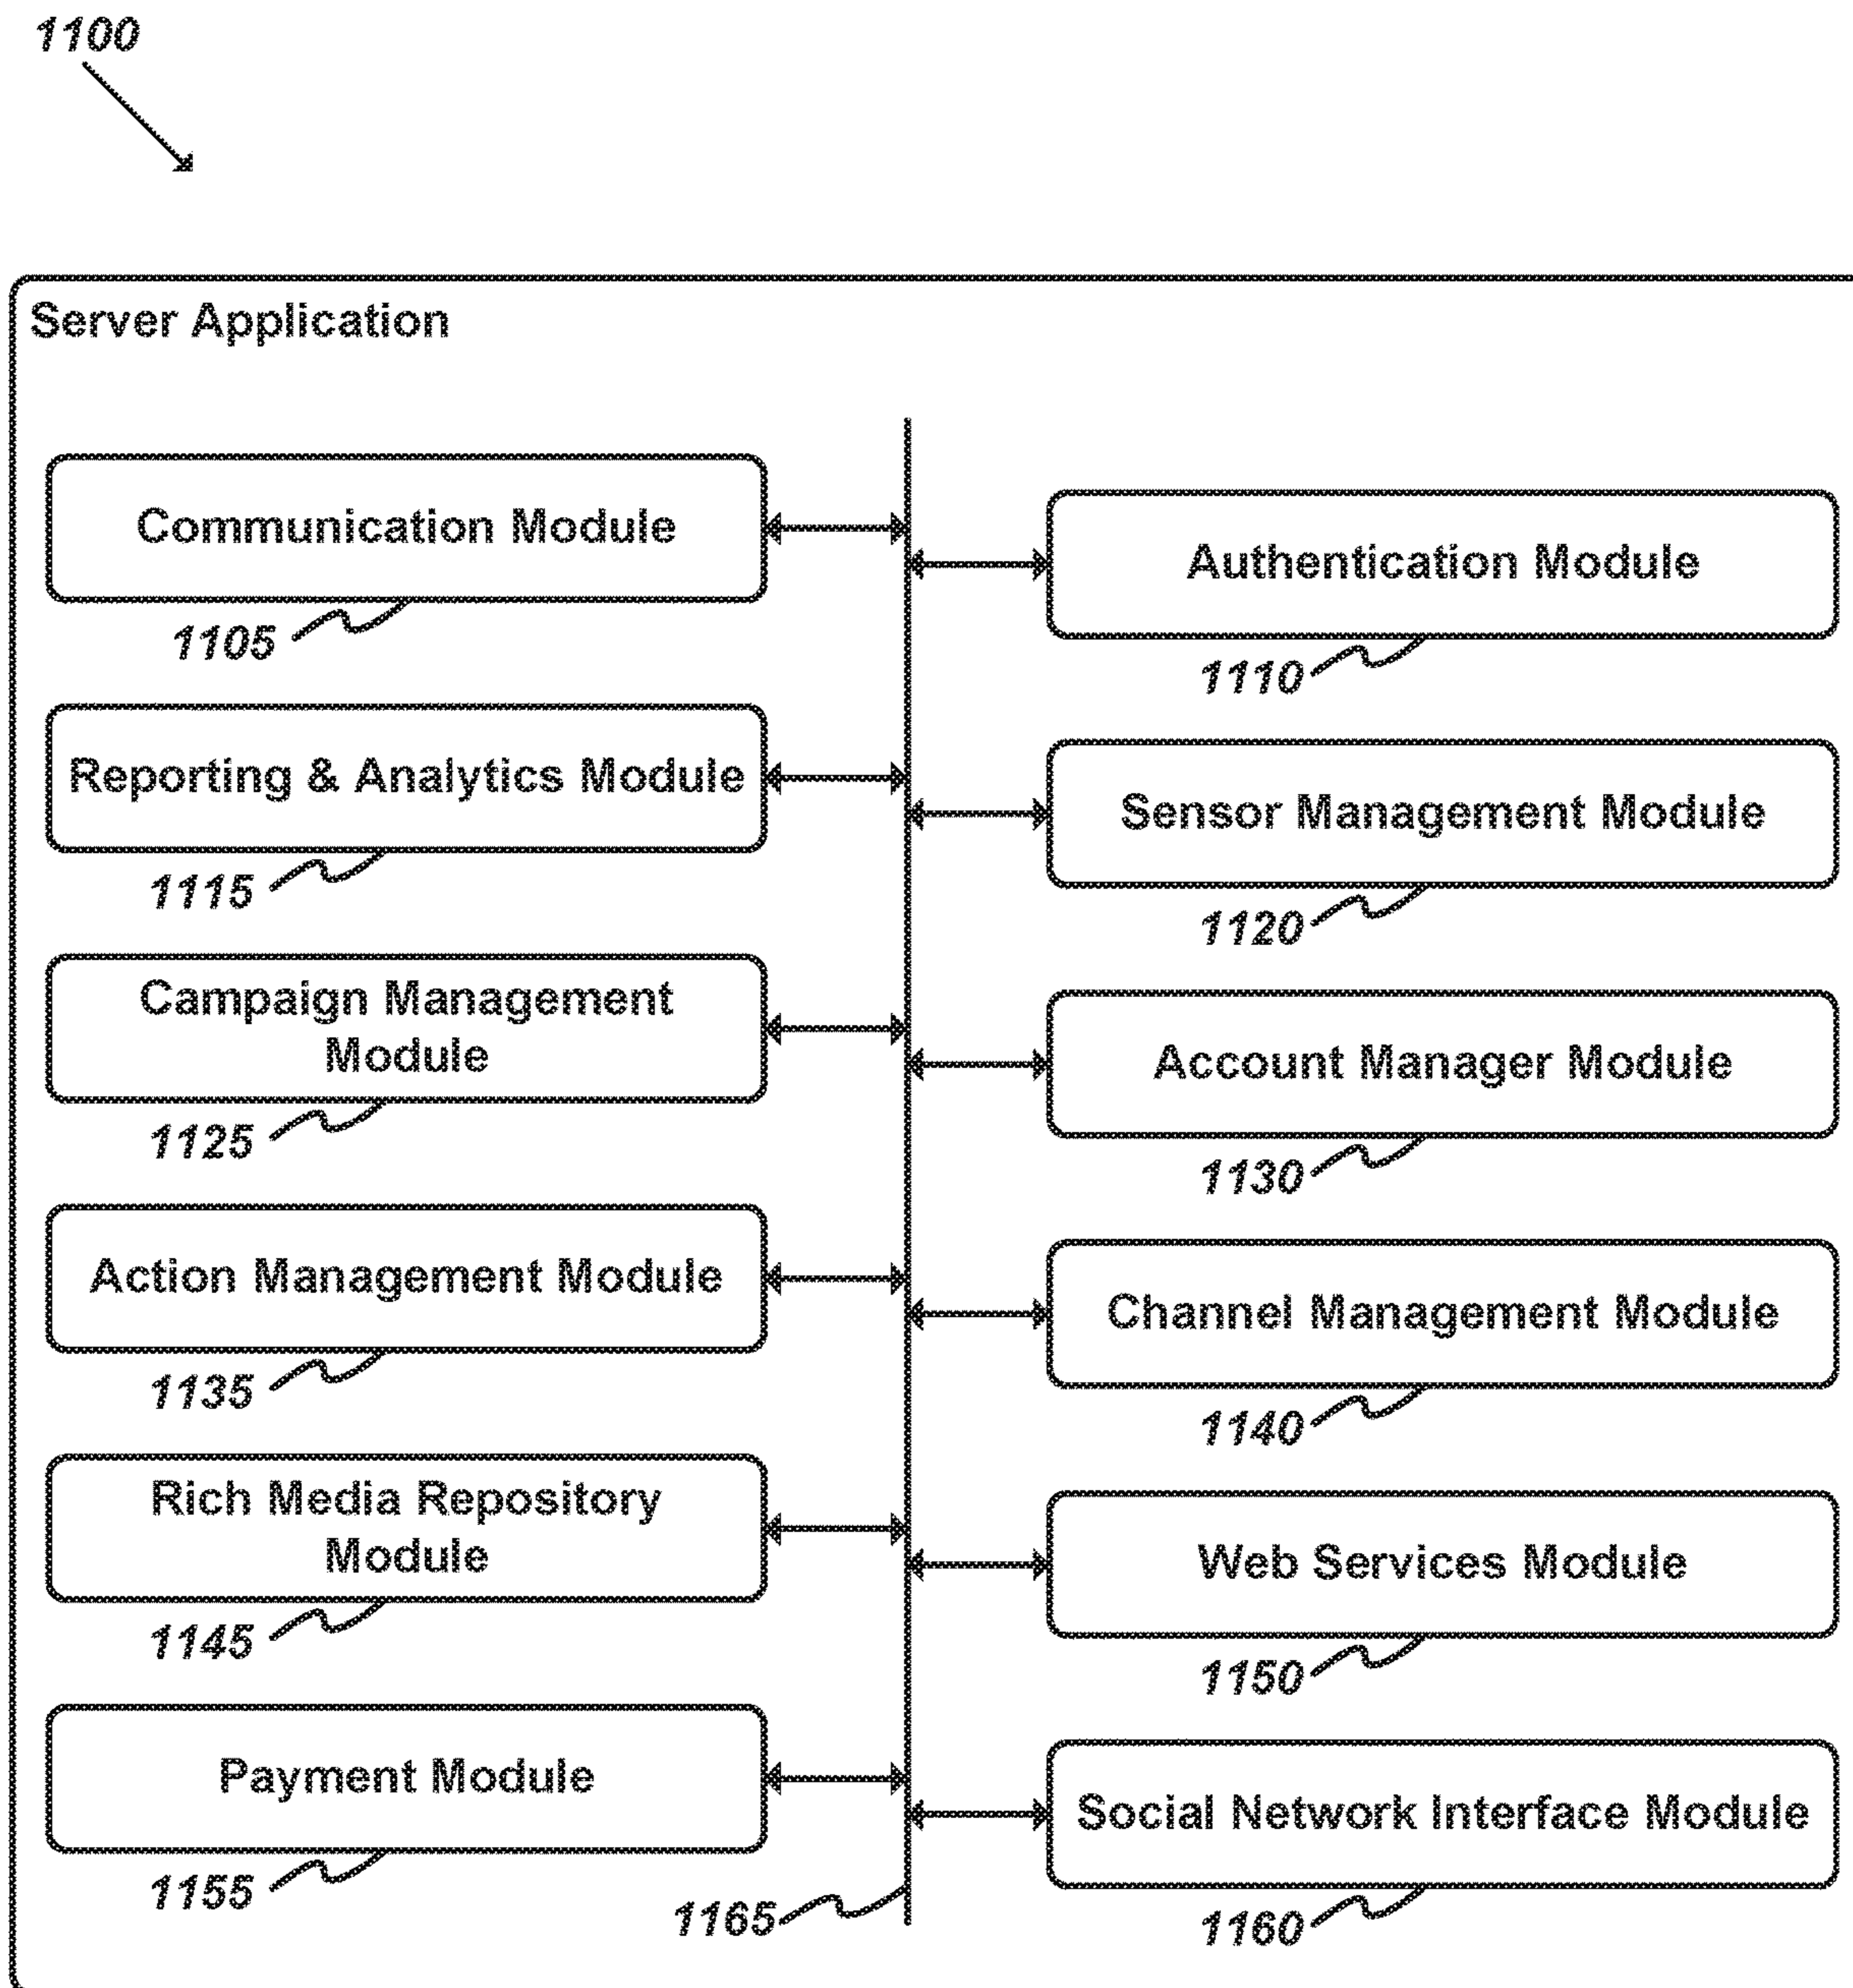 1100
Server Application
Communication Module
1105
Authentication Module
1110
Reporting & Analytics Module
1115
Sensor Management Module
1120
Campaign Management
Module
1125
Account Manager Module
1130
Action Management Module
1135
Channel Management Module
1140
Rich Media Repository
Module
1145
Web Services Module
1150
Payment Module
1155
Social Network Interface Module
1160
1165